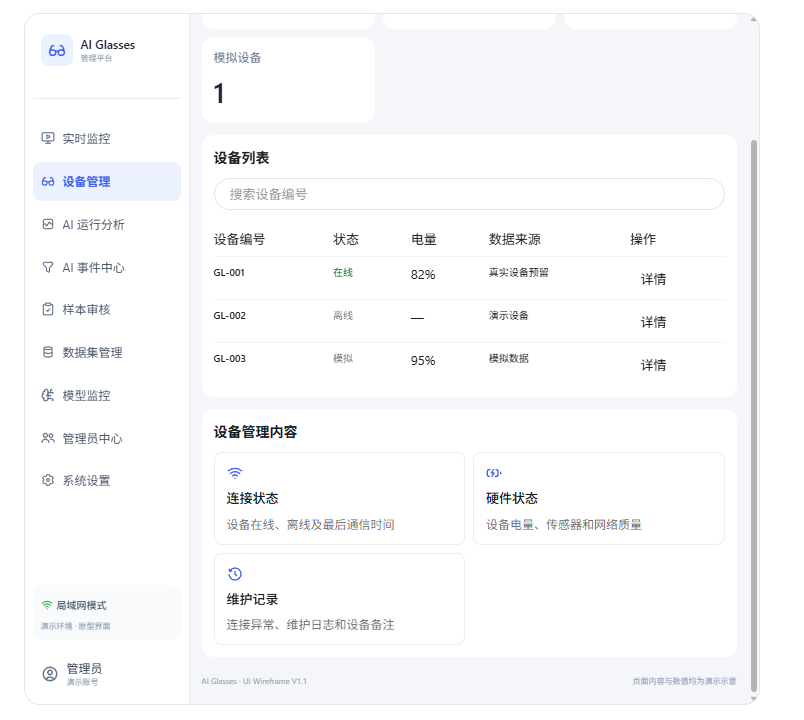 AI Glasses
管理平台
实时监控
设备管理
AI 运行分析
AI 事件中心
样本审核
数据集管理
模型监控
管理员中心
系统设置
局域网模式
演示环境 · 原型界面
管理员
演示账号
模拟设备
1
设备列表
搜索设备编号
设备编号 状态 电量 数据来源 操作
GL-001 在线 82% 真实设备预留 详情
GL-002 离线 — 演示设备 详情
GL-003 模拟 95% 模拟数据 详情
设备管理内容
连接状态
设备在线、离线及最后通信时间
硬件状态
设备电量、传感器和网络质量
维护记录
连接异常、维护日志和设备备注
AI Glasses · UI Wireframe V1.1
页面内容与数值均为演示示意